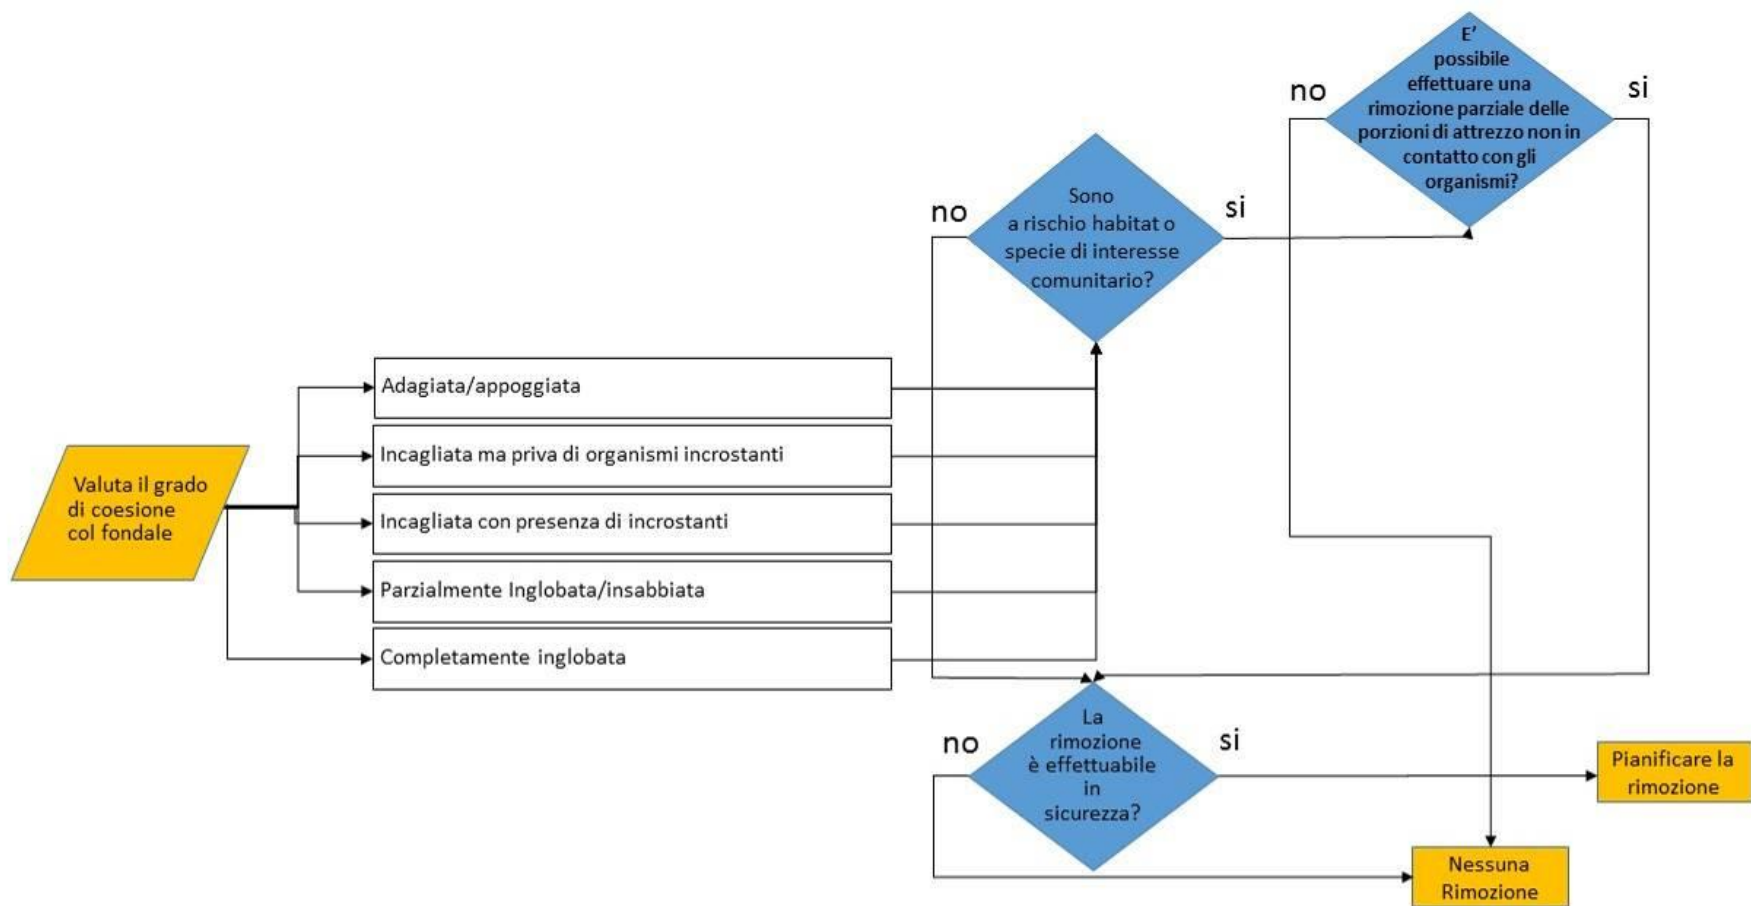 E’
possibile
effettuare una
rimozione parziale delle
porzioni di attrezzo non in
contatto con gli
organismi?
no
si
Sono
a rischio habitat o
specie di interesse
comunitario?
no
si
Adagiata/appoggiata
Incagliata ma priva di organismi incrostanti
Incagliata con presenza di incrostanti
Parzialmente Inglobata/insabbiata
Completamente inglobata
Valuta il grado
di coesione
col fondale
La
rimozione
è effettuabile
in
sicurezza?
no
si
Pianificare la
rimozione
Nessuna
Rimozione